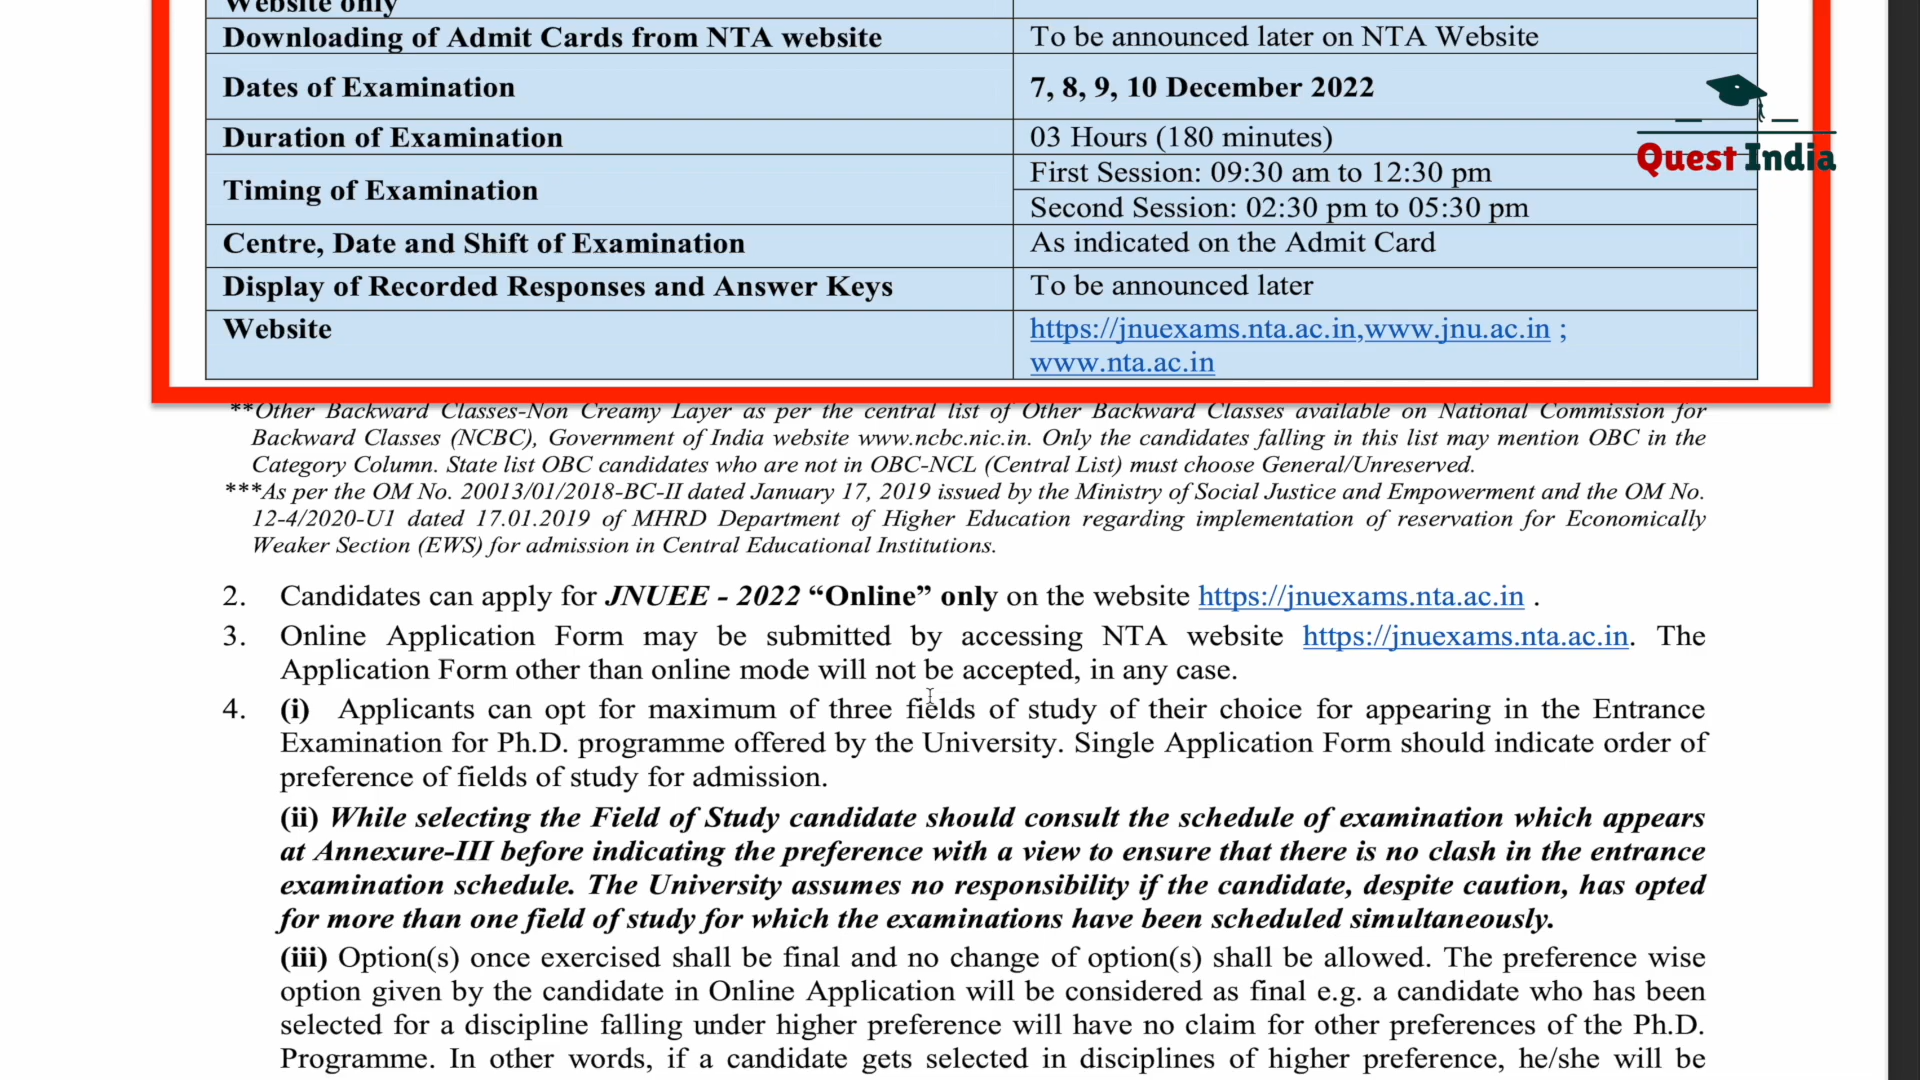 Website only
Downloading of Admit Cards from NTA website To be announced later on NTA Website
Dates of Examination 7, 8, 9, 10 December 2022
Duration of Examination 03 Hours (180 minutes)
Timing of Examination First Session: 09:30 am to 12:30 pm
Second Session: 02:30 pm to 05:30 pm
Quest India
Centre, Date and Shift of Examination As indicated on the Admit Card
Display of Recorded Responses and Answer Keys To be announced later
Website https://jnuexams.nta.ac.in,www.jnu.ac.in ;
www.nta.ac.in
**Other Backward Classes-Non Creamy Layer as per the central list of Other Backward Classes available on National Commission for
Backward Classes (NCBC), Government of India website www.ncbc.nic.in. Only the candidates falling in this list may mention OBC in the
Category Column. State list OBC candidates who are not in OBC-NCL (Central List) must choose General/Unreserved.
***As per the OM No. 20013/01/2018-BC-II dated January 17, 2019 issued by the Ministry of Social Justice and Empowerment and the OM No.
12-4/2020-U1 dated 17.01.2019 of MHRD Department of Higher Education regarding implementation of reservation for Economically
Weaker Section (EWS) for admission in Central Educational Institutions.
2. Candidates can apply for JNUEE - 2022 “Online” only on the website https://jnuexams.nta.ac.in .
3. Online Application Form may be submitted by accessing NTA website https://jnuexams.nta.ac.in. The
Application Form other than online mode will not be accepted, in any case.
4. (i) Applicants can opt for maximum of three fields of study of their choice for appearing in the Entrance
Examination for Ph.D. programme offered by the University. Single Application Form should indicate order of
preference of fields of study for admission.
(ii) While selecting the Field of Study candidate should consult the schedule of examination which appears
at Annexure-III before indicating the preference with a view to ensure that there is no clash in the entrance
examination schedule. The University assumes no responsibility if the candidate, despite caution, has opted
for more than one field of study for which the examinations have been scheduled simultaneously.
(iii) Option(s) once exercised shall be final and no change of option(s) shall be allowed. The preference wise
option given by the candidate in Online Application will be considered as final e.g. a candidate who has been
selected for a discipline falling under higher preference will have no claim for other preferences of the Ph.D.
Programme. In other words, if a candidate gets selected in disciplines of higher preference, he/she will be